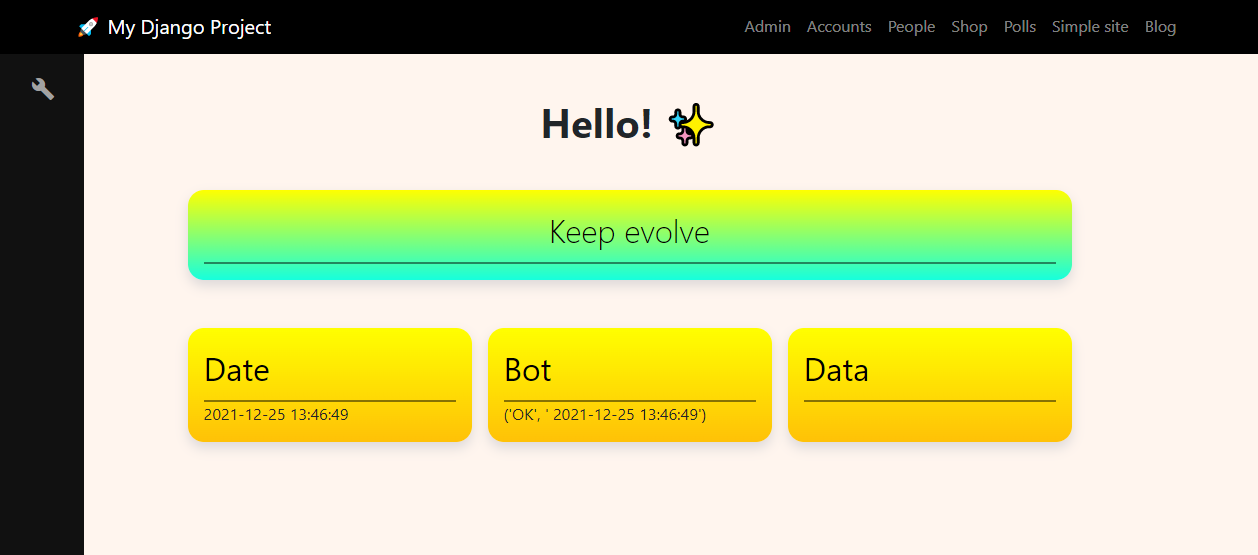 🚀 My Django Project Admin Accounts People Shop Polls Simple site Blog
Hello! ✨
Keep evolve
Date
2021-12-25 13:46:49
Bot
('OK', ' 2021-12-25 13:46:49')
Data